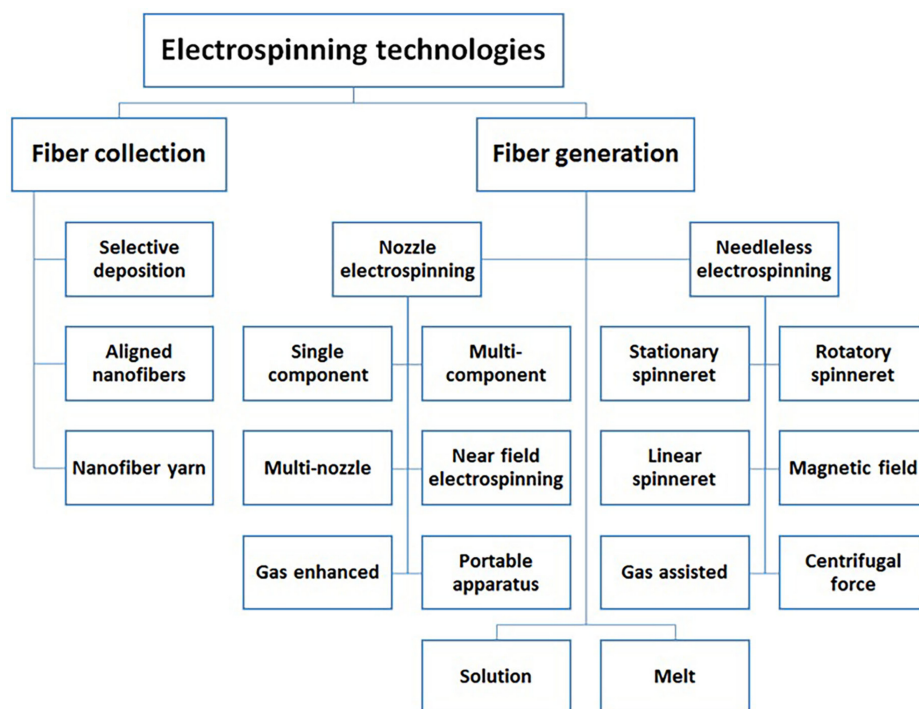 Electrospinning technologies
Fiber collection
Fiber generation
Selective
deposition
Nozzle
electrospinning
Needleless
electrospinning
Aligned
nanofibers
Single
component
Multi-
component
Stationary
spinneret
Rotatory
spinneret
Nanofiber yarn
Multi-nozzle
Near field
electrospinning
Linear
spinneret
Magnetic field
Gas enhanced
Portable
apparatus
Gas assisted
Centrifugal
force
Solution
Melt